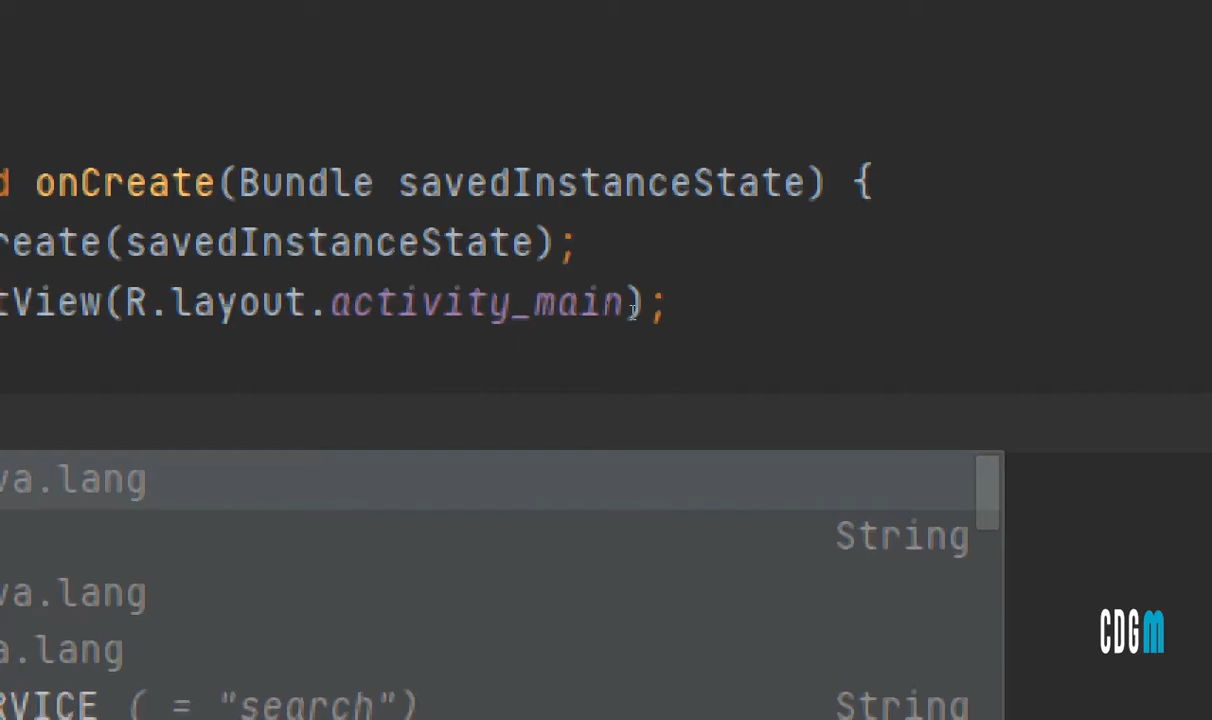 d onCreate(Bundle savedInstanceState) {
reate(savedInstanceState);
tView(R.layout.activity_main);
va.lang
String
va.lang
a.lang
RVICE ( = "search") String
CDGM